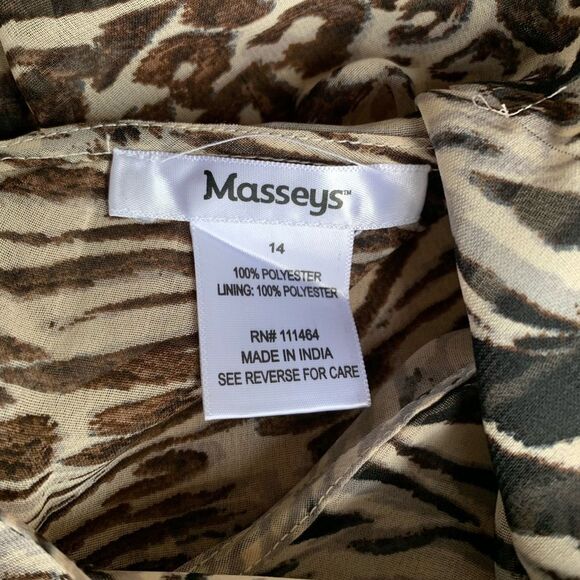 Masseys™
14
100% POLYESTER
LINING: 100% POLYESTER
RN# 111464
MADE IN INDIA
SEE REVERSE FOR CARE